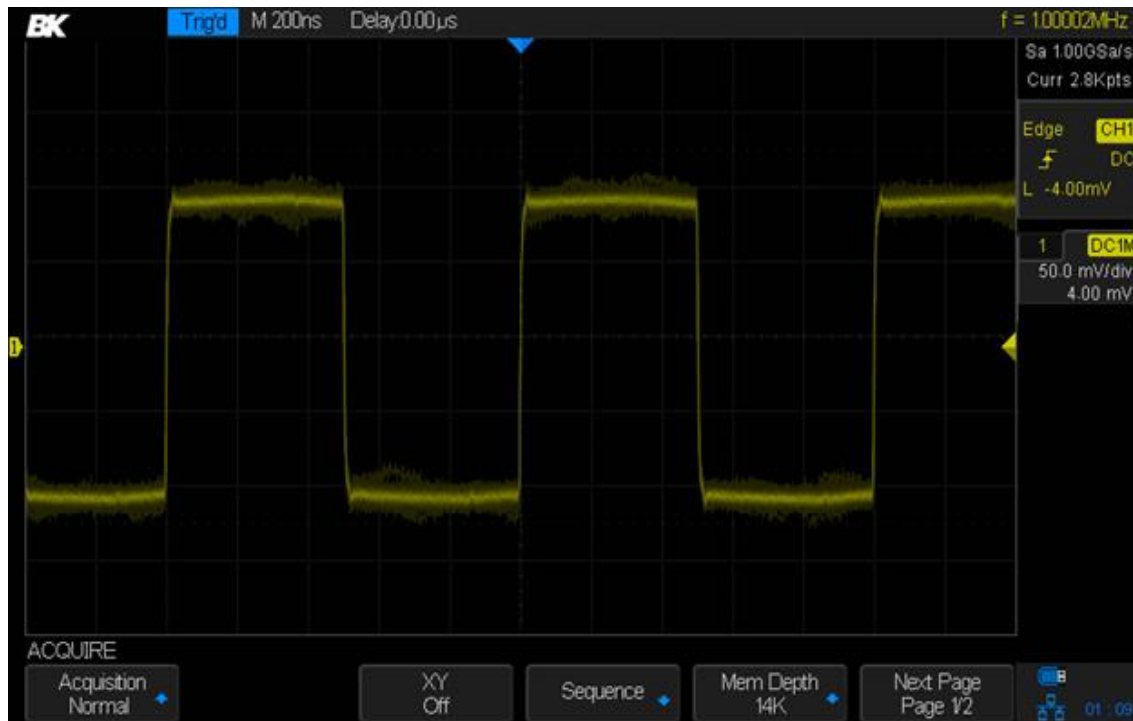 BK Trig'd M 200ns Delay:0.00µs f = 1.00002MHz
Sa 1.00GSa/s
Curr 2.8Kpts
Edge CH1
DC
L -4.00mV
1 DC1M
50.0 mV/div
4.00 mV
1
ACQUIRE
Acquisition
Normal
XY
Off
Sequence
Mem Depth
14K
Next Page
Page 1/2
01 : 09